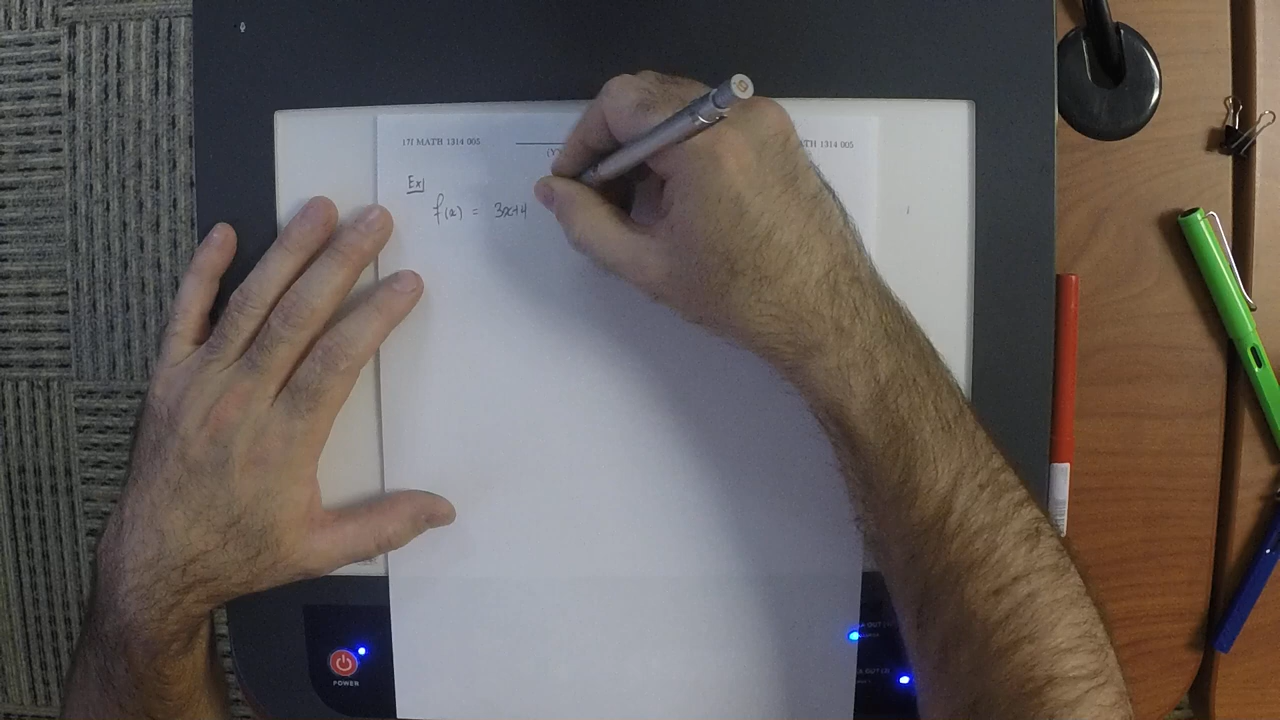 17F MATH 1314 005 ATH 1314 005
Ex
f(x) = 3x+4
POWER